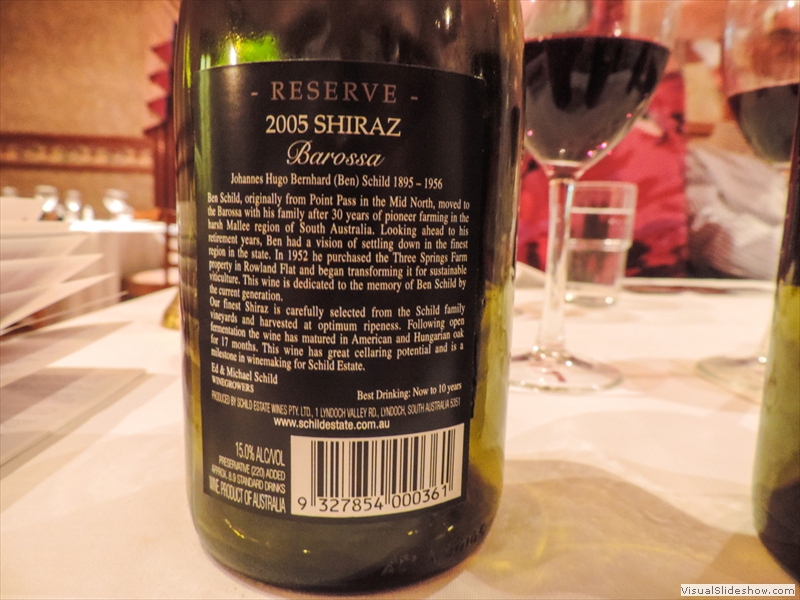 - RESERVE -
2005 SHIRAZ
Barossa
Johannes Hugo Bernhard (Ben) Schild 1895 – 1956
Ben Schild, originally from Point Pass in the Mid North, moved to
the Barossa with his family after 30 years of pioneer farming in the
harsh Mallee region of South Australia. Looking ahead to his
retirement years, Ben had a vision of settling down in the finest
region in the state. In 1952 he purchased the Three Springs Farm
property in Rowland Flat and began transforming it for sustainable
viticulture. This wine is dedicated to the memory of Ben Schild by
the current generation.
Our finest Shiraz is carefully selected from the Schild family
vineyards and harvested at optimum ripeness. Following open
fermentation the wine has matured in American and Hungarian oak
for 17 months. This wine has great cellaring potential and is a
milestone in winemaking for Schild Estate.
Ed & Michael Schild
WINEGROWERS
Best Drinking: Now to 10 years
PRODUCED BY SCHILD ESTATE WINES PTY. LTD., 1 LYNDOCH VALLEY RD., LYNDOCH, SOUTH AUSTRALIA 5351
www.schildestate.com.au
15.0% ALC/VOL
PRESERVATIVE (220) ADDED
APPROX. 8.9 STANDARD DRINKS
WINE PRODUCT OF AUSTRALIA
9 327854 000361
VisualSlideshow.com